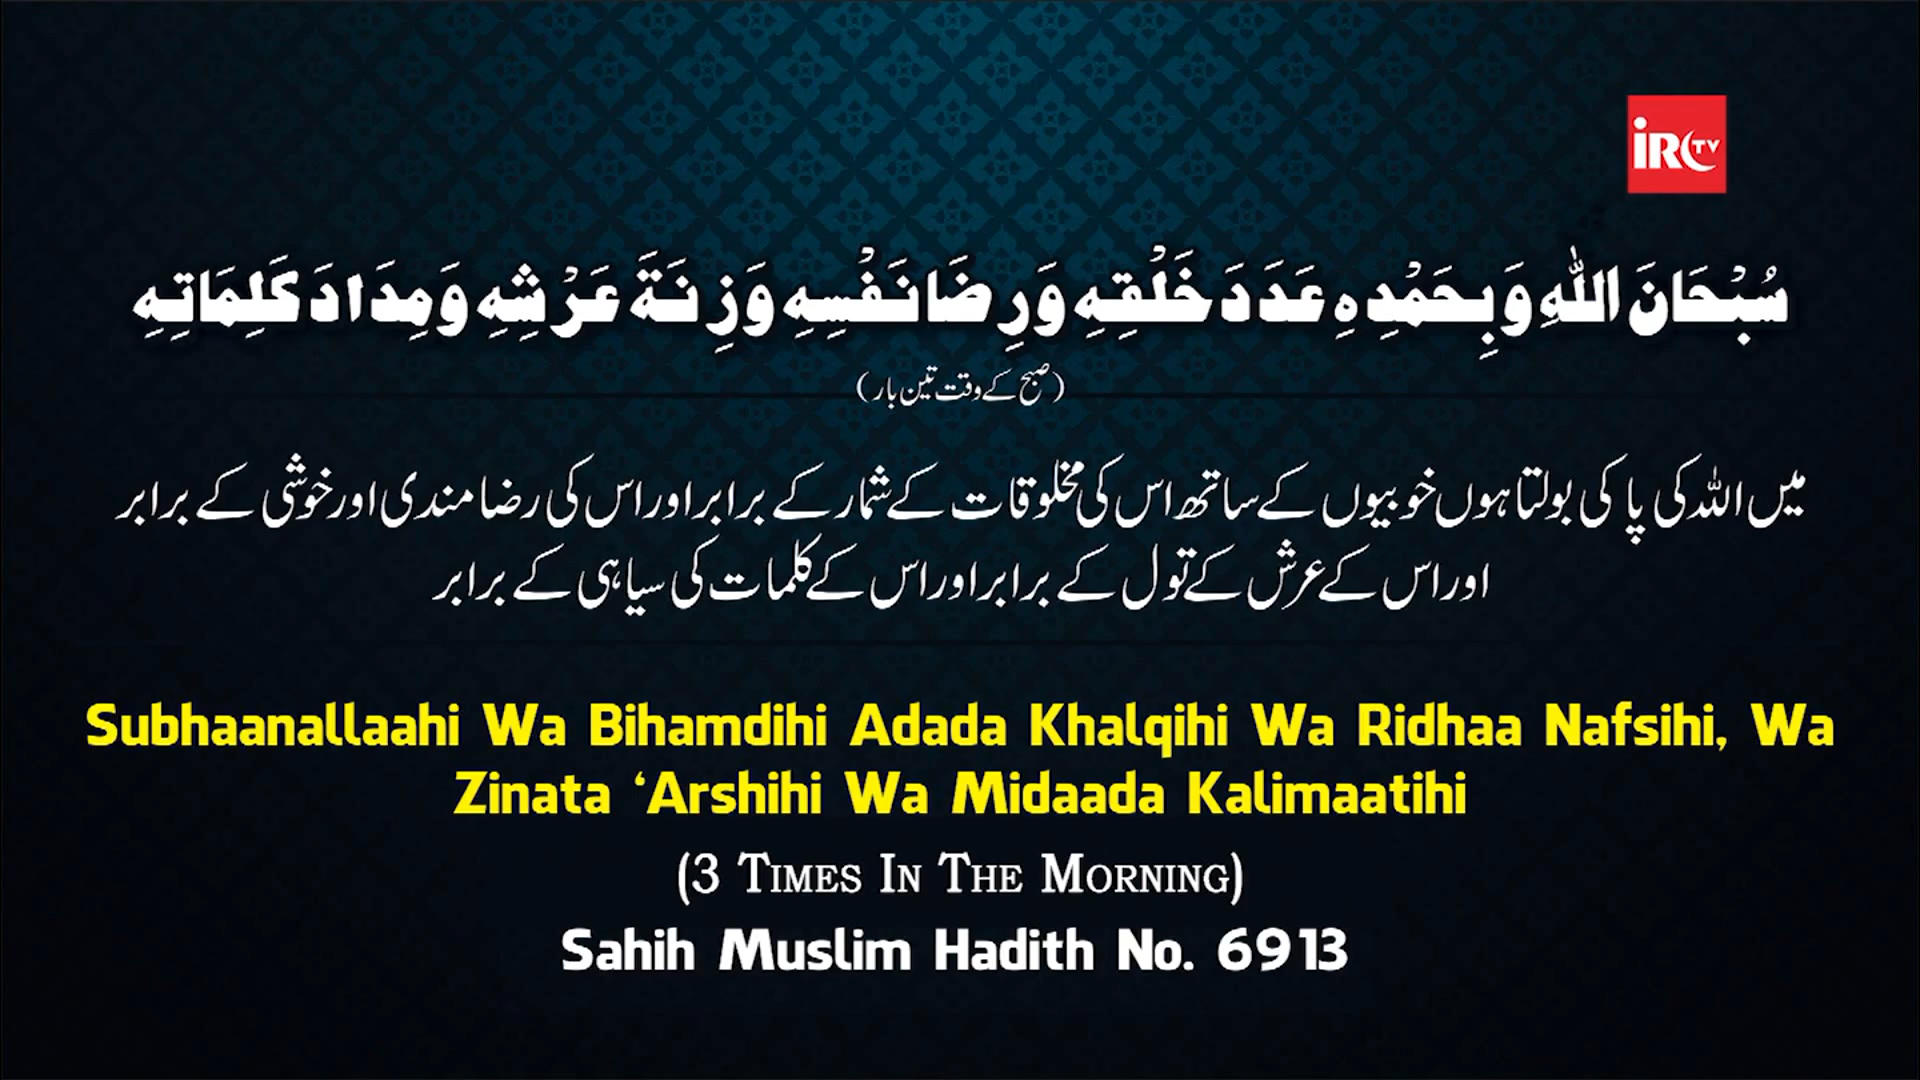 iRC TV
سُبْحَانَ اللّٰهِ وَبِحَمْدِهِ عَدَدَ خَلْقِهِ وَرِضَا نَفْسِهِ وَزِنَةَ عَرْشِهِ وَمِدَادَ كَلِمَاتِهِ
(صبح کے وقت تین بار)
میں اللہ کی پاکی بولتا ہوں خوبیوں کے ساتھ اس کی مخلوقات کے شمار کے برابر اور اس کی رضا مندی اور خوشی کے برابر
اور اس کے عرش کے تول کے برابر اور اس کے کلمات کی سیاہی کے برابر
Subhaanallaahi Wa Bihamdihi Adada Khalqihi Wa Ridhaa Nafsihi, Wa
Zinata ‘Arshihi Wa Midaada Kalimaatihi
(3 Times In The Morning)
Sahih Muslim Hadith No. 6913